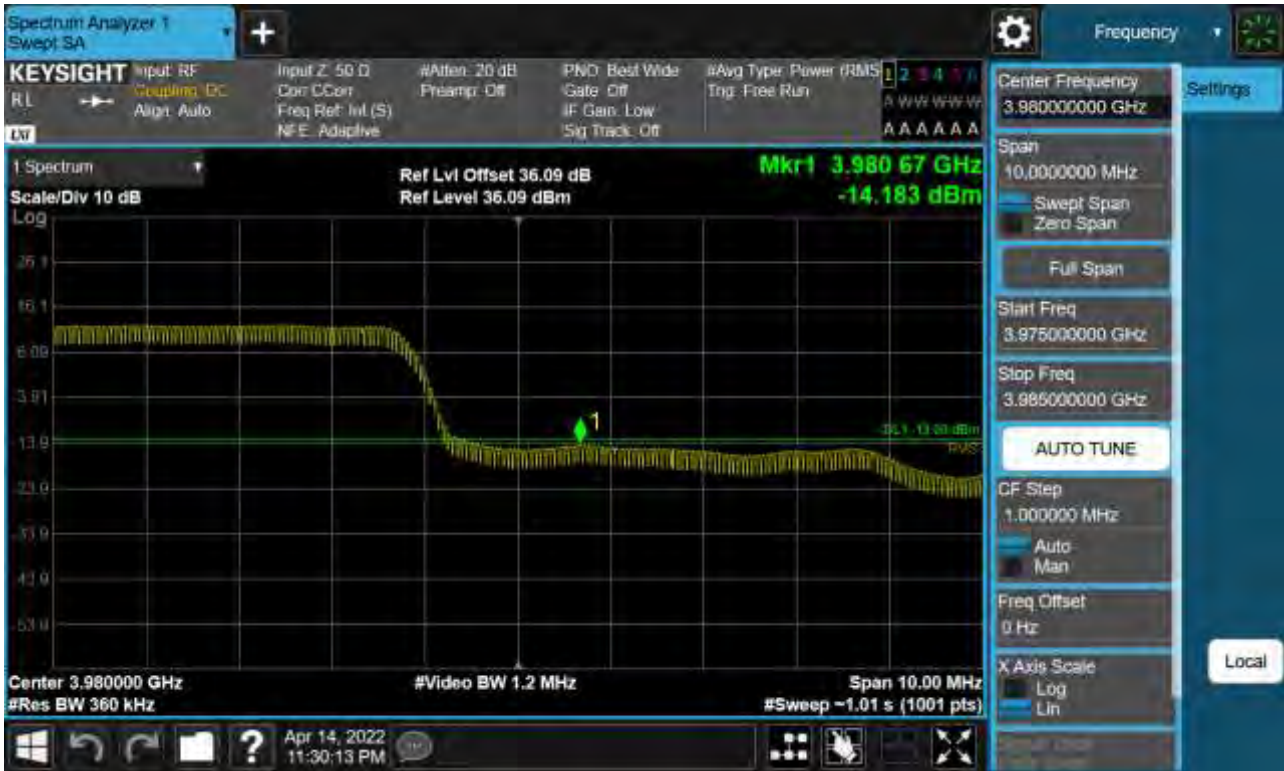 Spectrum Analyzer 1
Swept SA
+
Frequency
KEYSIGHT
RL
LXI
Input: RF
Coupling: DC
Align: Auto
Input Z: 50 Ω
Corr CCorr
Freq Ref: Int (S)
NFE: Adaptive
#Atten: 20 dB
Preamp: Off
PNO: Best Wide
Gate: Off
IF Gain: Low
Sig Track: Off
#Avg Type: Power (RMS
Trig: Free Run
1 2 3 4 5 6
A W W W W W
A A A A A A
1 Spectrum
Scale/Div 10 dB
Log
Ref Lvl Offset 36.09 dB
Ref Level 36.09 dBm
Mkr1 3.980 67 GHz
-14.183 dBm
26.1
16.1
6.09
-3.91
-13.9
-23.9
-33.9
-43.9
-53.9
1
DL1 -13.00 dBm
RMS
Center 3.980000 GHz
#Res BW 360 kHz
#Video BW 1.2 MHz
Span 10.00 MHz
#Sweep ~1.01 s (1001 pts)
Center Frequency
3.980000000 GHz
Settings
Span
10.0000000 MHz
Swept Span
Zero Span
Full Span
Start Freq
3.975000000 GHz
Stop Freq
3.985000000 GHz
AUTO TUNE
CF Step
1.000000 MHz
Auto
Man
Freq Offset
0 Hz
X Axis Scale
Log
Lin
Local
?
Apr 14, 2022
11:30:13 PM